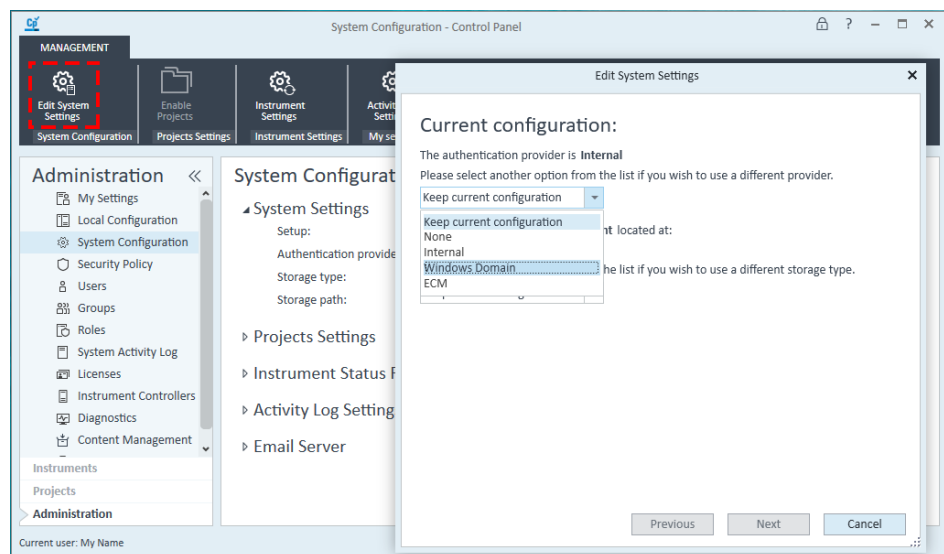 System Configuration - Control Panel
MANAGEMENT
Edit System
Settings
Enable
Projects
Instrument
Settings
System Configuration
Projects Settings
Instrument Settings
Edit System Settings
Current configuration:
The authentication provider is Internal
Please select another option from the list if you wish to use a different provider.
Keep current configuration
Keep current configuration
None
Internal
Windows Domain
ECM
located at:
he list if you wish to use a different storage type.
Previous
Next
Cancel
Administration
My Settings
Local Configuration
System Configuration
Security Policy
Users
Groups
Roles
System Activity Log
Licenses
Instrument Controllers
Diagnostics
Content Management
Instruments
Projects
Administration
System Configurat
System Settings
Setup:
Authentication provide
Storage type:
Storage path:
Projects Settings
Instrument Status
Activity Log Setting
Email Server
Current user: My Name